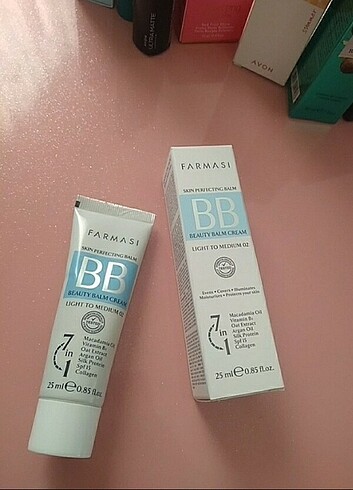 ULTRAMATTE
AVON
FARMASI
SKIN PERFECTING BALM
BB
BEAUTY BALM CREAM
LIGHT TO MEDIUM 02
7 in 1
Macadamia Oil
Vitamin B₅
Oat Extract
Argan Oil
Silk Protein
Spf 15
Collagen
25 ml ℮ 0.85 fl.oz.
FARMASI
SKIN PERFECTING BALM
BB
BEAUTY BALM CREAM
LIGHT TO MEDIUM 02
Evens • Covers • Illuminates
Moisturizes • Protects your skin
7 in 1
Macadamia Oil
Vitamin B₅
Oat Extract
Argan Oil
Silk Protein
Spf 15
Collagen
25 ml ℮ 0.85 fl.oz.